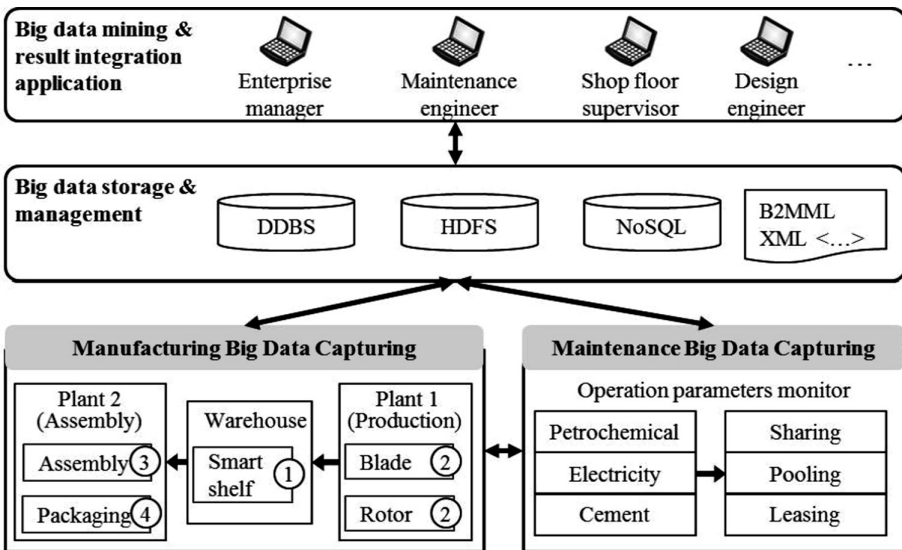 Big data mining &
result integration
application
Enterprise
manager
Maintenance
engineer
Shop floor
supervisor
Design
engineer
...
Big data storage &
management
DDBS
HDFS
NoSQL
B2MML
XML <...>
Manufacturing Big Data Capturing
Plant 2
(Assembly)
Assembly 3
Packaging 4
Warehouse
Smart
shelf
1
Plant 1
(Production)
Blade 2
Rotor 2
Maintenance Big Data Capturing
Operation parameters monitor
Petrochemical
Electricity
Cement
Sharing
Pooling
Leasing